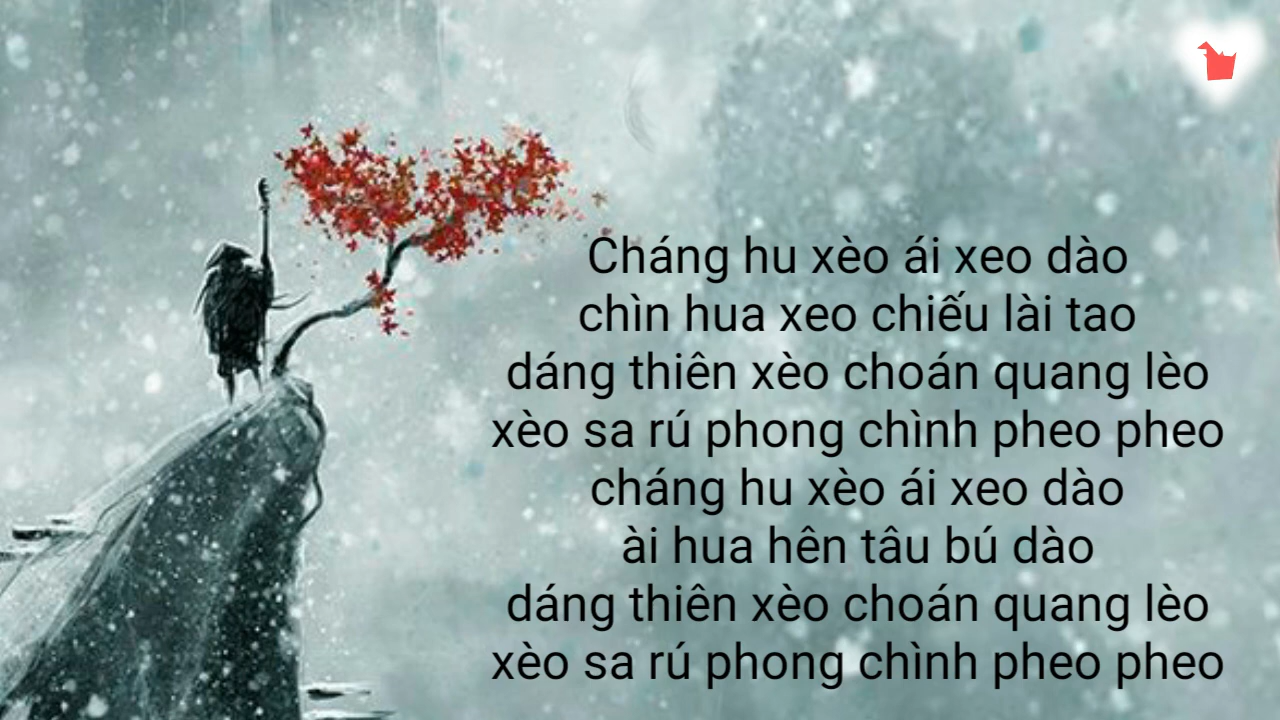 Cháng hu xèo ái xeo dào
chìn hua xeo chiếu lài tao
dáng thiên xèo choán quang lèo
xèo sa rú phong chình pheo pheo
cháng hu xèo ái xeo dào
ài hua hên tâu bú dào
dáng thiên xèo choán quang lèo
xèo sa rú phong chình pheo pheo